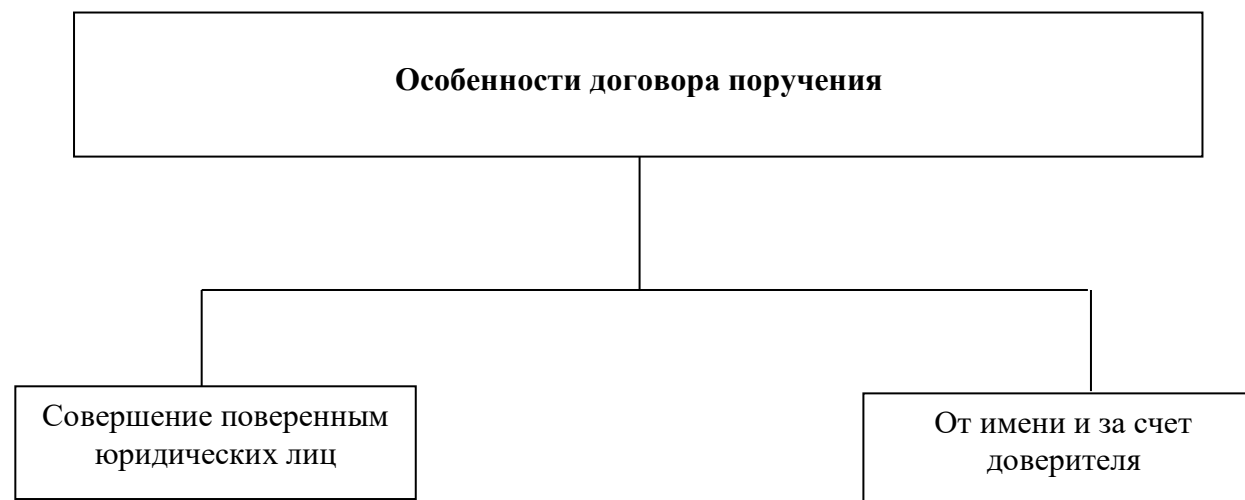 Особенности договора поручения
Совершение поверенным
юридических лиц
От имени и за счет
доверителя